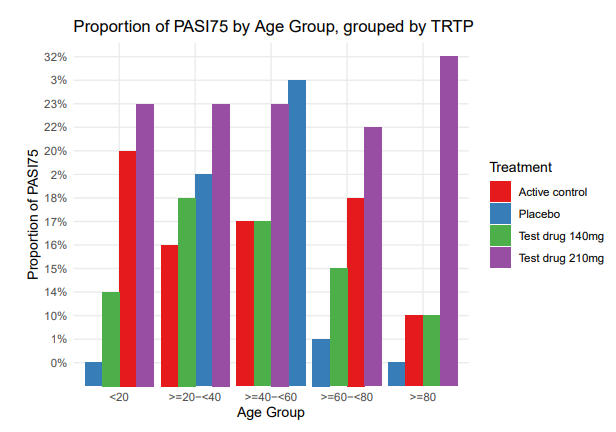 Proportion of PASI75 by Age Group, grouped by TRTP
Proportion of PASI75
32%
3%
23%
22%
20%
2%
18%
17%
16%
15%
14%
10%
1%
0%
<20
>=20−<40
>=40−<60
>=60−<80
>=80
Age Group
Treatment
Active control
Placebo
Test drug 140mg
Test drug 210mg